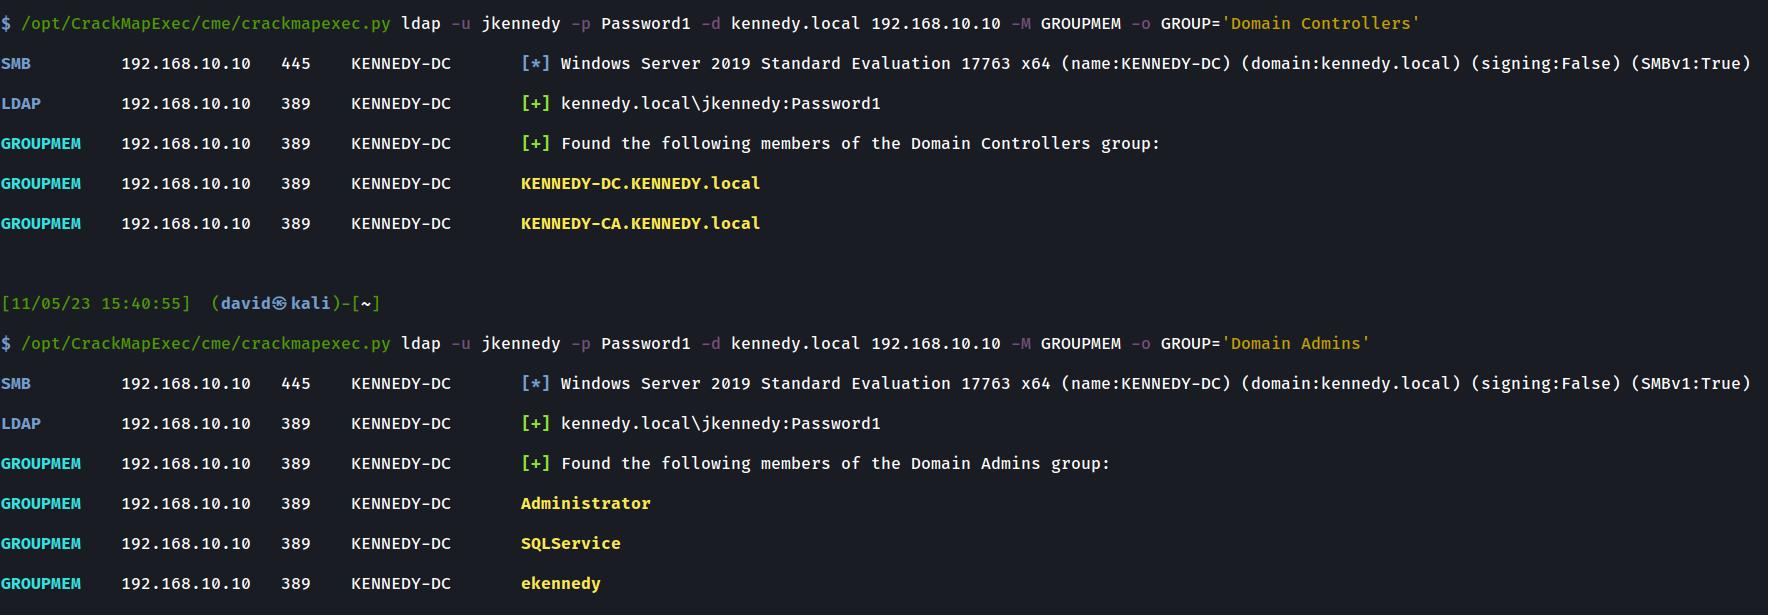 $ /opt/CrackMapExec/cme/crackmapexec.py ldap -u jkennedy -p Password1 -d kennedy.local 192.168.10.10 -M GROUPMEM -o GROUP='Domain Controllers'
SMB 192.168.10.10 445 KENNEDY-DC [*] Windows Server 2019 Standard Evaluation 17763 x64 (name:KENNEDY-DC) (domain:kennedy.local) (signing:False) (SMBv1:True)
LDAP 192.168.10.10 389 KENNEDY-DC [+] kennedy.local\jkennedy:Password1
GROUPMEM 192.168.10.10 389 KENNEDY-DC [+] Found the following members of the Domain Controllers group:
GROUPMEM 192.168.10.10 389 KENNEDY-DC KENNEDY-DC.KENNEDY.local
GROUPMEM 192.168.10.10 389 KENNEDY-DC KENNEDY-CA.KENNEDY.local
[11/05/23 15:40:55] (david㉿kali)-[~]
$ /opt/CrackMapExec/cme/crackmapexec.py ldap -u jkennedy -p Password1 -d kennedy.local 192.168.10.10 -M GROUPMEM -o GROUP='Domain Admins'
SMB 192.168.10.10 445 KENNEDY-DC [*] Windows Server 2019 Standard Evaluation 17763 x64 (name:KENNEDY-DC) (domain:kennedy.local) (signing:False) (SMBv1:True)
LDAP 192.168.10.10 389 KENNEDY-DC [+] kennedy.local\jkennedy:Password1
GROUPMEM 192.168.10.10 389 KENNEDY-DC [+] Found the following members of the Domain Admins group:
GROUPMEM 192.168.10.10 389 KENNEDY-DC Administrator
GROUPMEM 192.168.10.10 389 KENNEDY-DC SQLService
GROUPMEM 192.168.10.10 389 KENNEDY-DC ekennedy